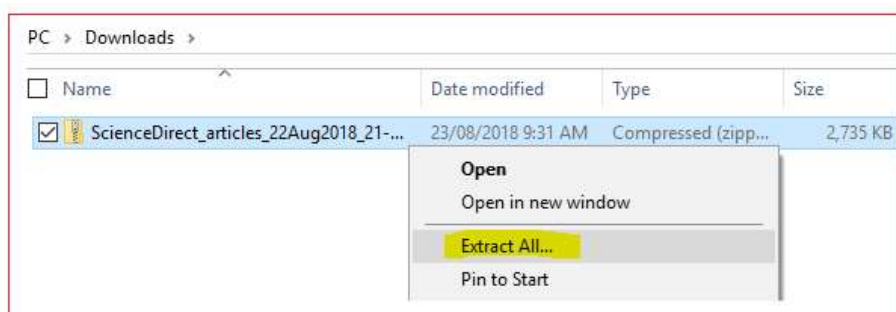 PC > Downloads >
Name Date modified Type Size
ScienceDirect_articles_22Aug2018_21-... 23/08/2018 9:31 AM Compressed (zipp... 2,735 KB
Open
Open in new window
Extract All...
Pin to Start